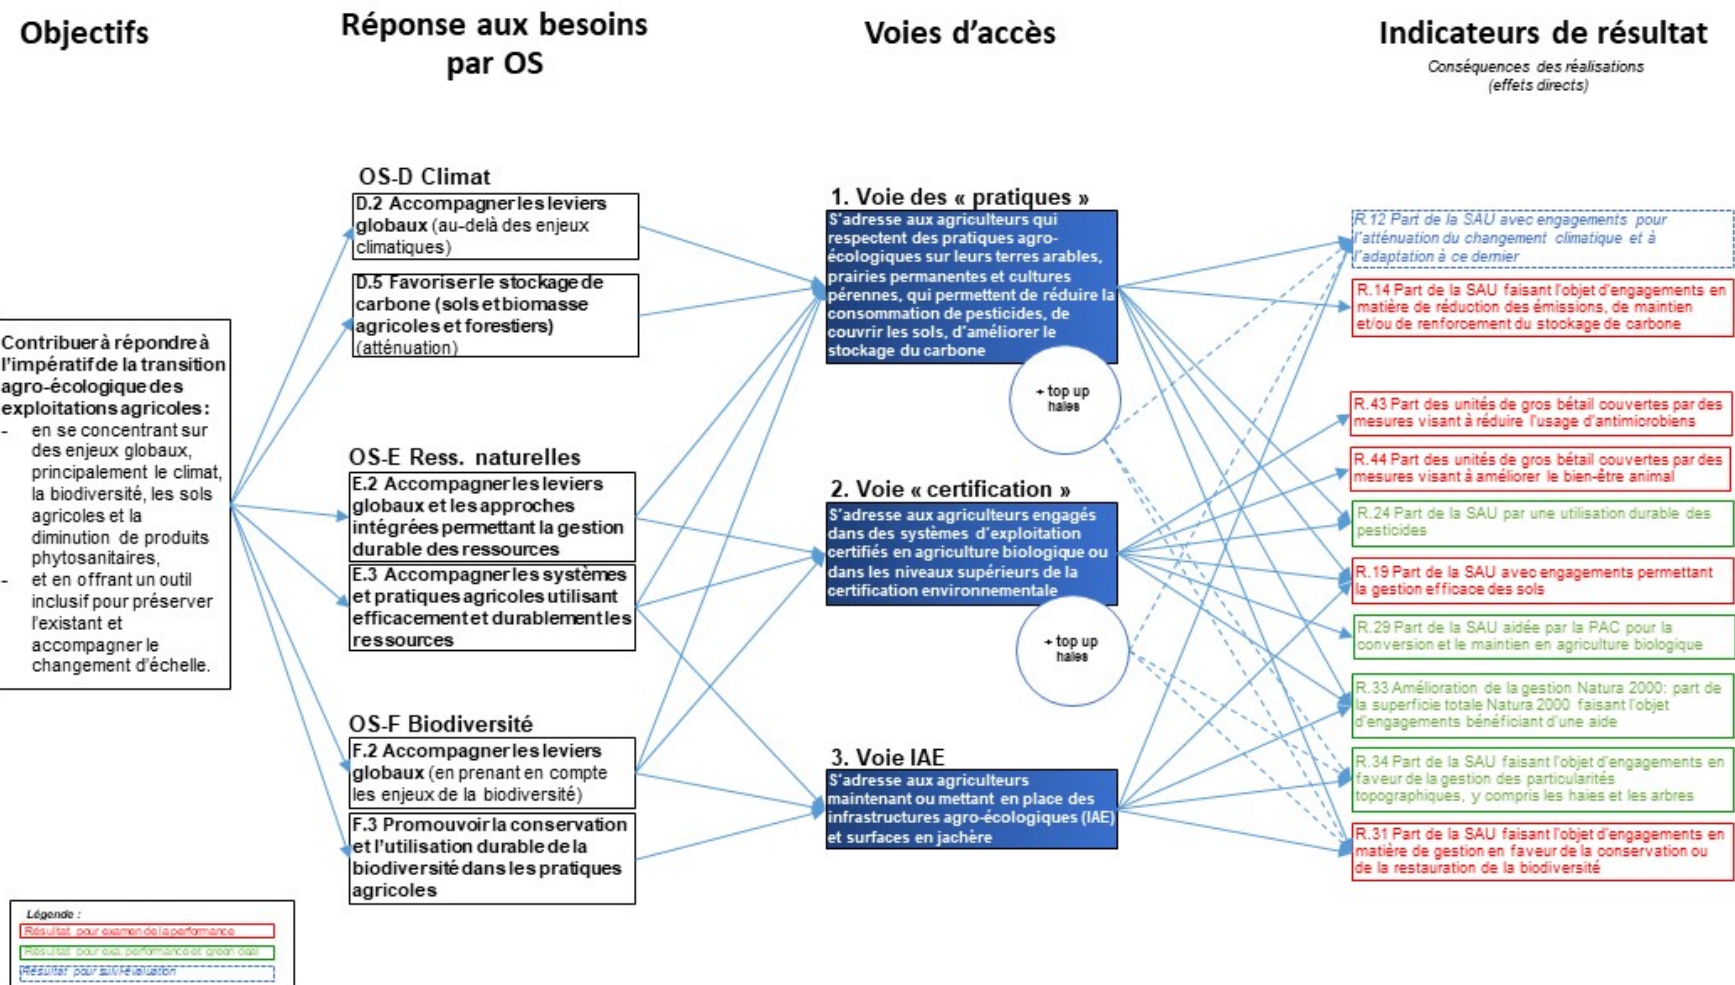 Objectifs
Réponse aux besoins
par OS
Voies d'accès
Indicateurs de résultat
Conséquences des réalisations
(effets directs)
Contribuer à répondre à
l'impératif de la transition
agro-écologique des
exploitations agricoles :
- en se concentrant sur
des enjeux globaux,
principalement le climat,
la biodiversité, les sols
agricoles et la
diminution de produits
phytosanitaires,
- et en offrant un outil
inclusif pour préserver
l'existant et
accompagner le
changement d'échelle.
OS-D Climat
D.2 Accompagner les leviers
globaux (au-delà des enjeux
climatiques)
D.5 Favoriser le stockage de
carbone (sols et biomasse
agricoles et forestiers)
(atténuation)
OS-E Ress. naturelles
E.2 Accompagner les leviers
globaux et les approches
intégrées permettant la gestion
durable des ressources
E.3 Accompagner les systèmes
et pratiques agricoles utilisant
efficacement et durablement les
ressources
OS-F Biodiversité
F.2 Accompagner les leviers
globaux (en prenant en compte
les enjeux de la biodiversité)
F.3 Promouvoir la conservation
et l'utilisation durable de la
biodiversité dans les pratiques
agricoles
1. Voie des « pratiques »
S'adresse aux agriculteurs qui
respectent des pratiques agro-
écologiques sur leurs terres arables,
prairies permanentes et cultures
pérennes, qui permettent de réduire la
consommation de pesticides, de
couvrir les sols, d'améliorer le
stockage du carbone
+ top up
haies
2. Voie « certification »
S'adresse aux agriculteurs engagés
dans des systèmes d'exploitation
certifiés en agriculture biologique ou
dans les niveaux supérieurs de la
certification environnementale
+ top up
haies
3. Voie IAE
S'adresse aux agriculteurs
maintenant ou mettant en place des
infrastructures agro-écologiques (IAE)
et surfaces en jachère
R.12 Part de la SAU avec engagements pour
l'atténuation du changement climatique et à
l'adaptation à ce dernier
R.14 Part de la SAU faisant l'objet d'engagements en
matière de réduction des émissions, de maintien
et/ou de renforcement du stockage de carbone
R.43 Part des unités de gros bétail couvertes par des
mesures visant à réduire l'usage d'antimicrobiens
R.44 Part des unités de gros bétail couvertes par des
mesures visant à améliorer le bien-être animal
R.24 Part de la SAU par une utilisation durable des
pesticides
R.19 Part de la SAU avec engagements permettant
la gestion efficace des sols
R.29 Part de la SAU aidée par la PAC pour la
conversion et le maintien en agriculture biologique
R.33 Amélioration de la gestion Natura 2000: part de
la superficie totale Natura 2000 faisant l'objet
d'engagements bénéficiant d'une aide
R.34 Part de la SAU faisant l'objet d'engagements en
faveur de la gestion des particularités
topographiques, y compris les haies et les arbres
R.31 Part de la SAU faisant l'objet d'engagements en
matière de gestion en faveur de la conservation ou
de la restauration de la biodiversité
Légende :
Résultat pour examen de la performance
Résultat pour exa. performance et green deal
Résultat pour suivi-évaluation